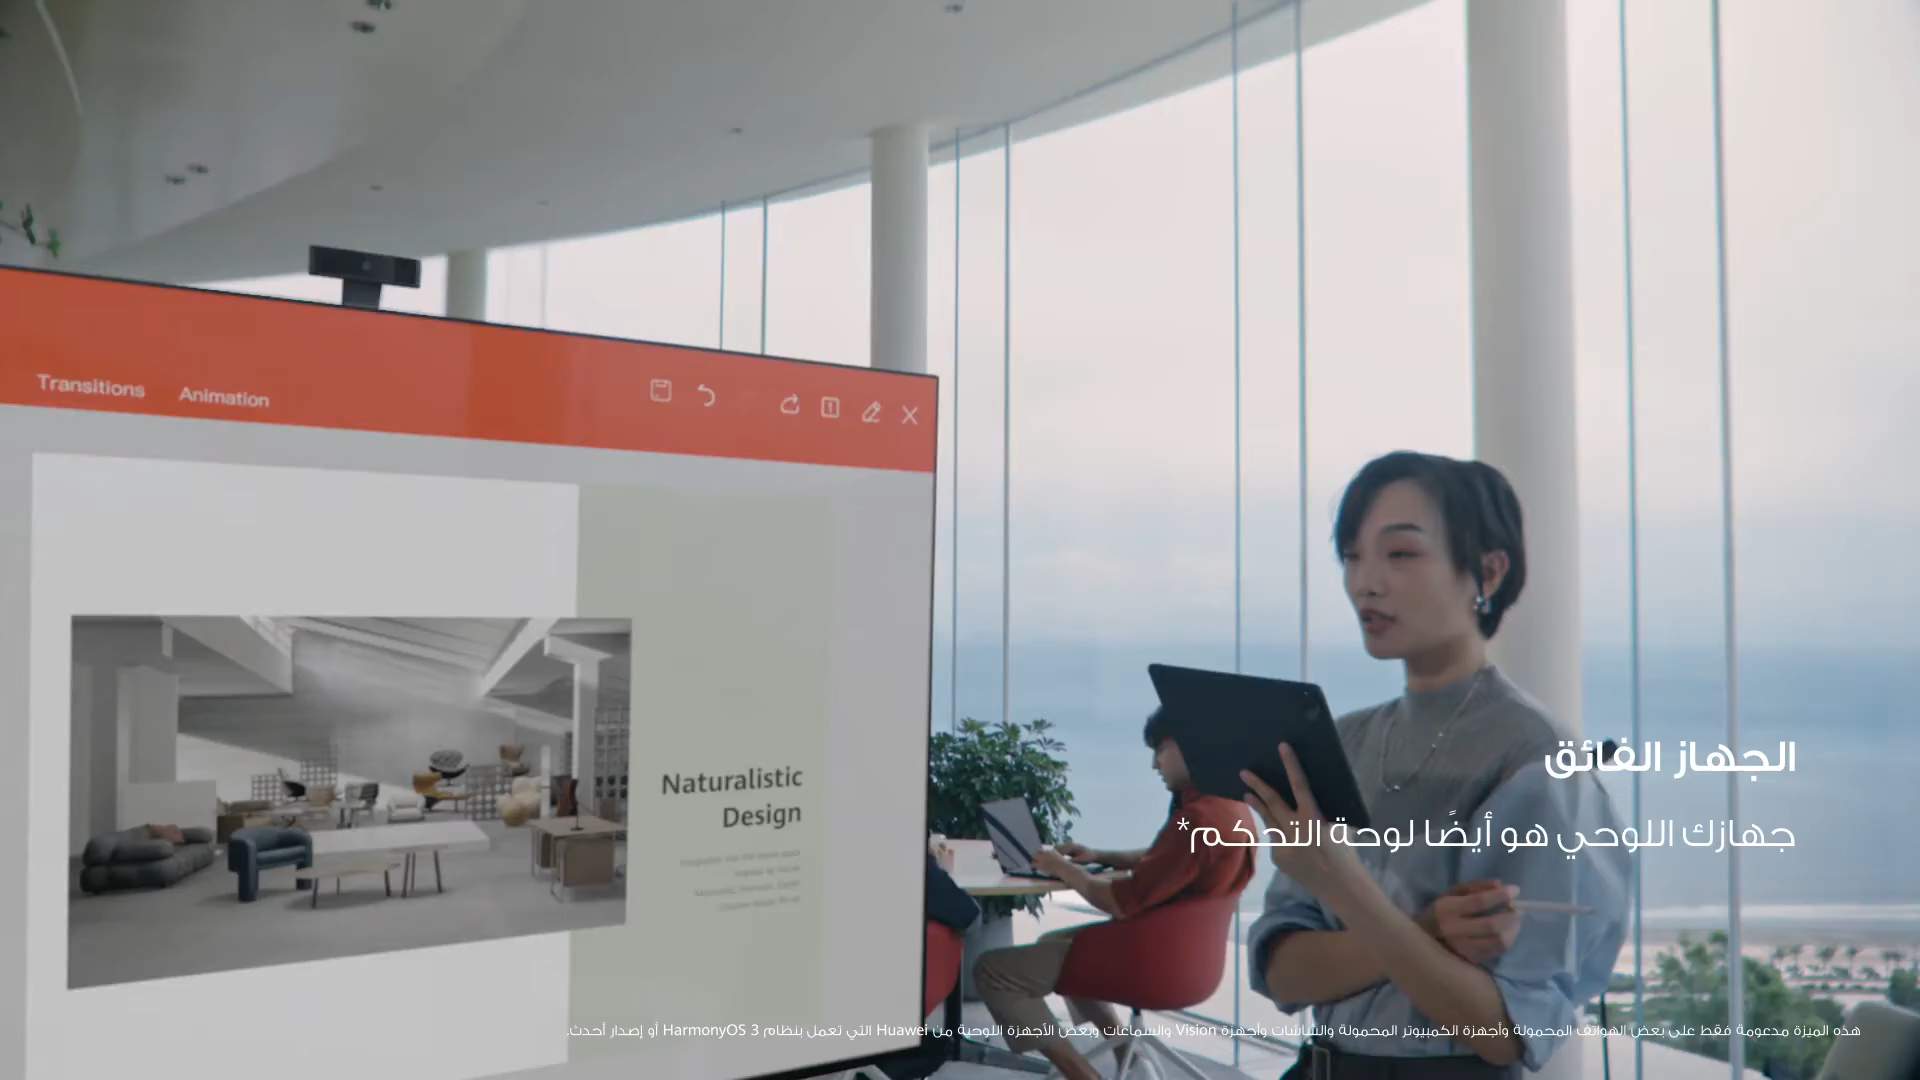 Transitions Animation
Naturalistic
Design
الجهاز الفائق
جهازك اللوحي هو أيضًا لوحة التحكم*
هذه الميزة مدعومة فقط على بعض الهواتف المحمولة وأجهزة الكمبيوتر المحمولة والشاشات وأجهزة Vision والسماعات وبعض الأجهزة اللوحية من Huawei التي تعمل بنظام HarmonyOS 3 أو إصدار أحدث.